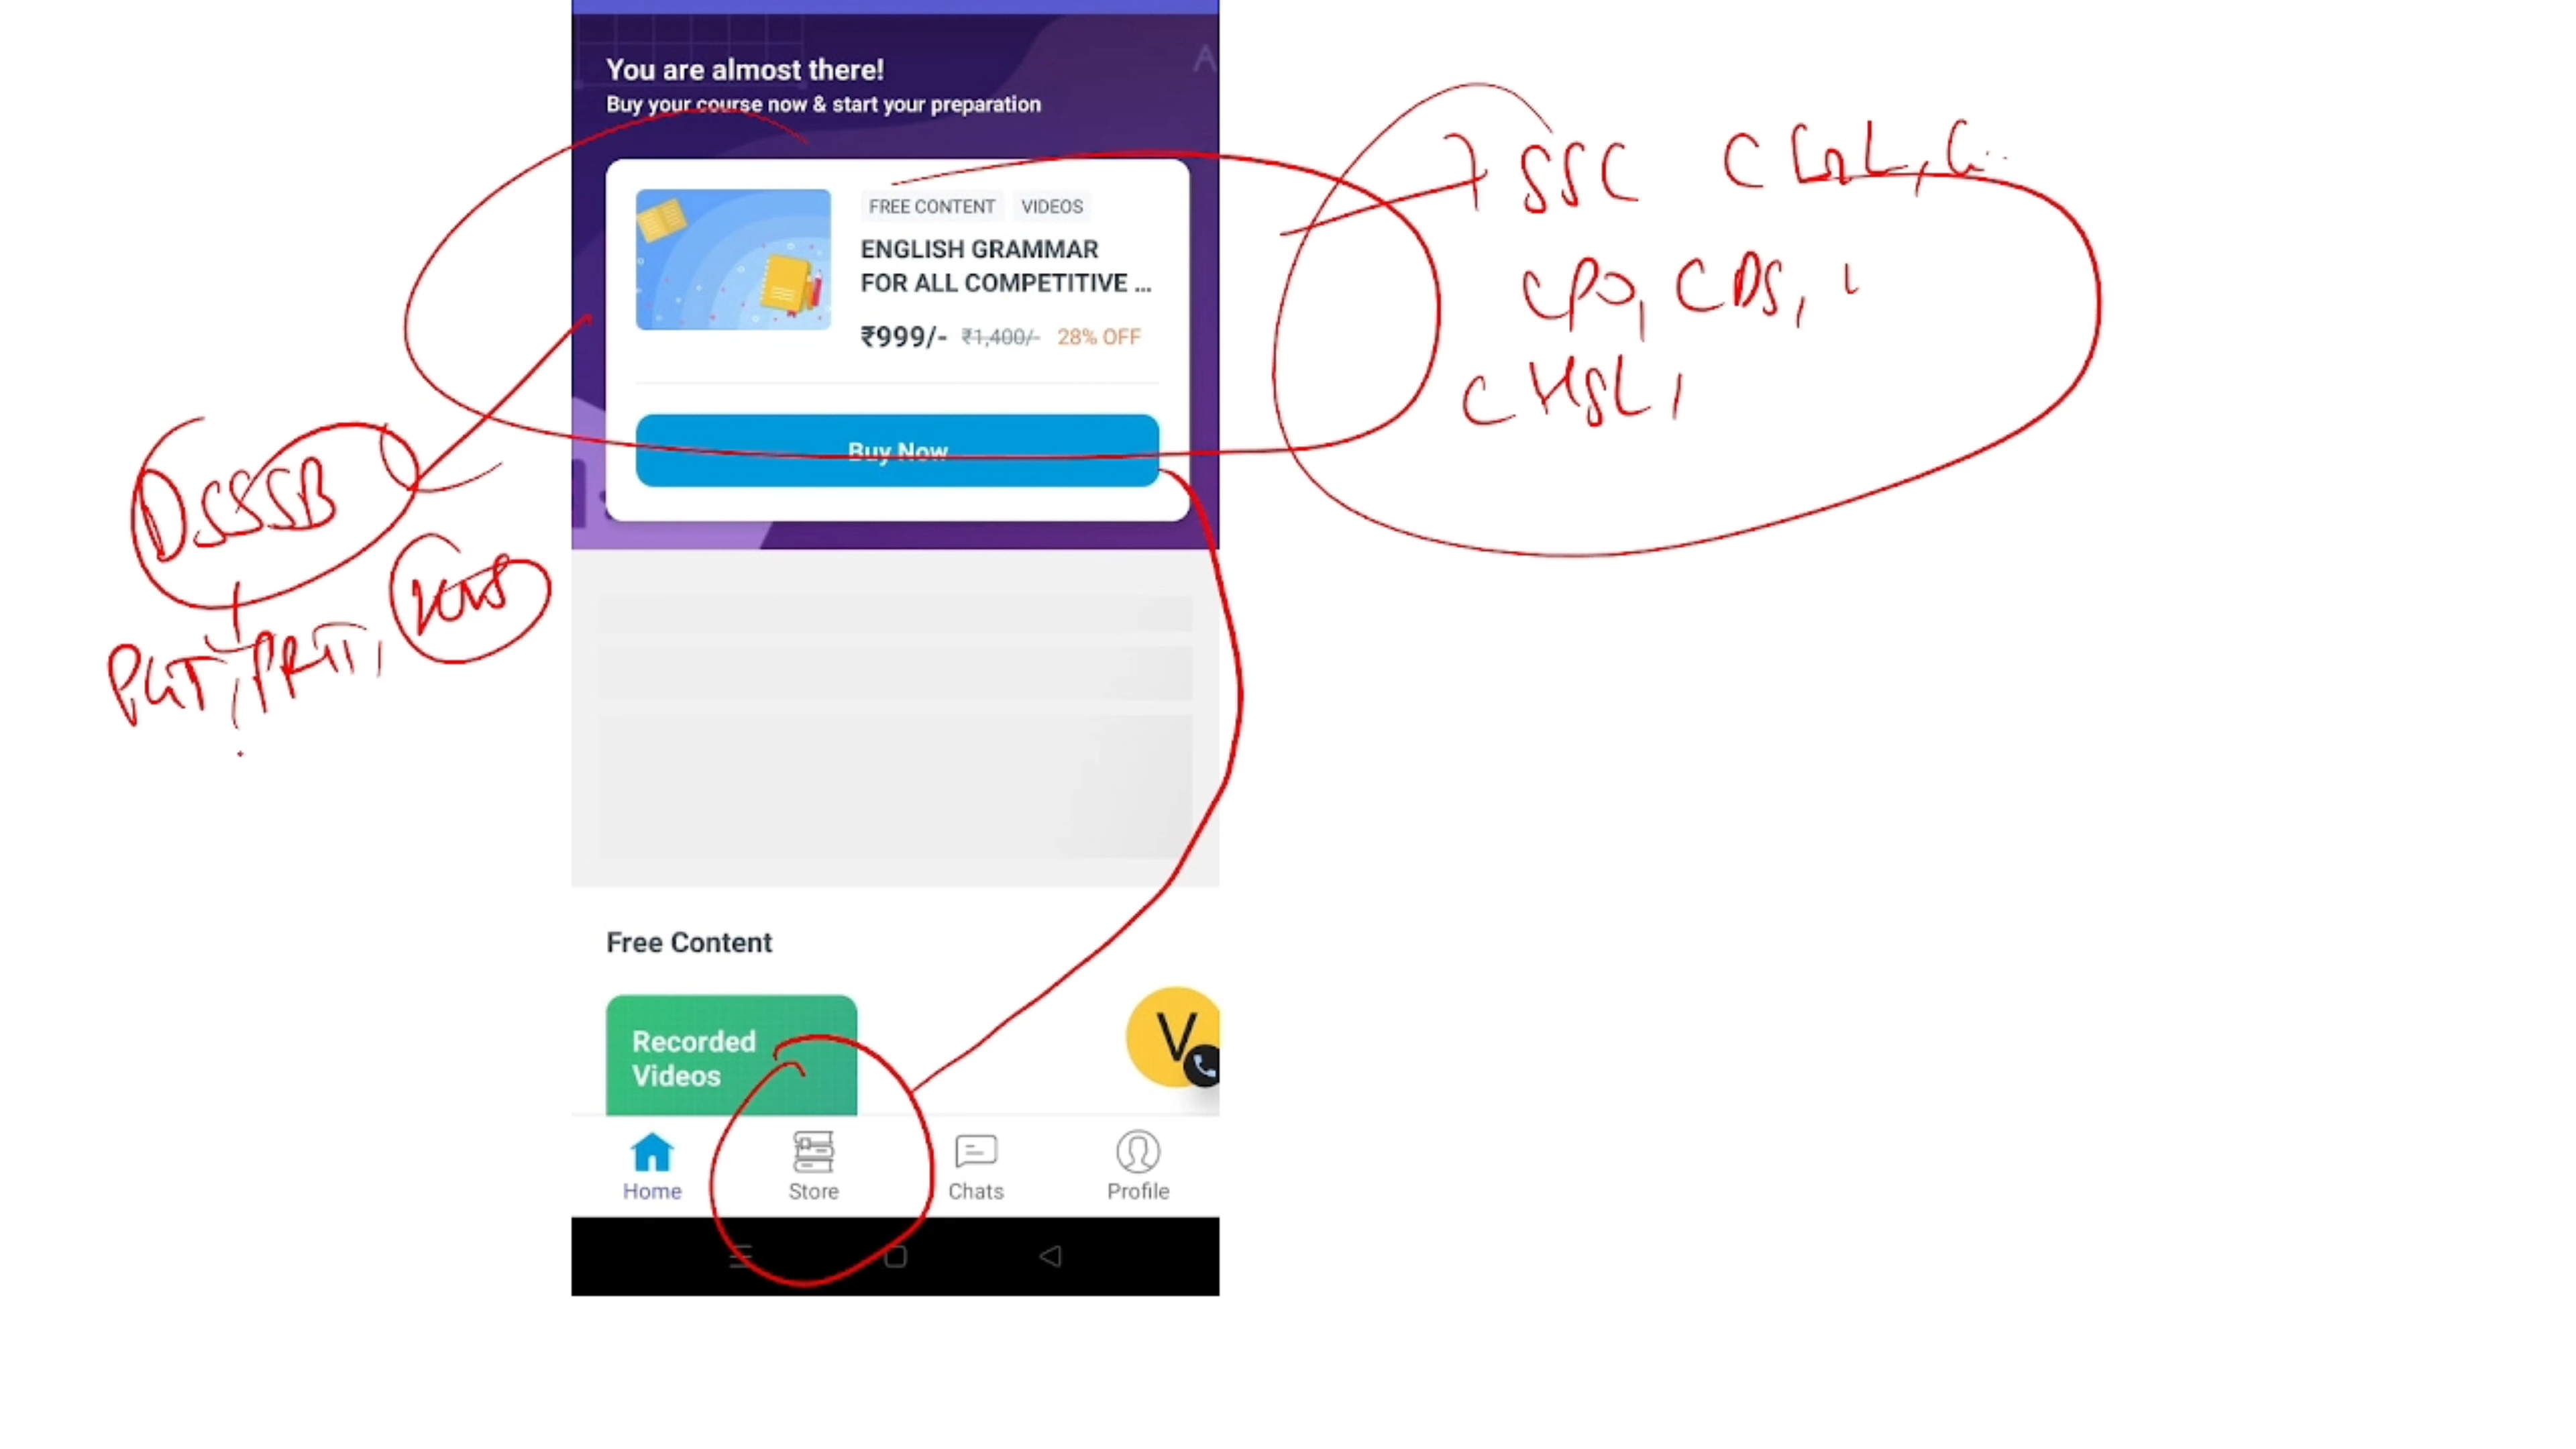 You are almost there!
Buy your course now & start your preparation
FREE CONTENT VIDEOS
ENGLISH GRAMMAR
FOR ALL COMPETITIVE ...
₹999/- ₹1,400/- 28% OFF
Buy Now
SSC CGL,
CPO, CDS,
CHSL,
DSSSB
KVS
PGT, PRT,
Free Content
Recorded
Videos
V
Home Store Chats Profile